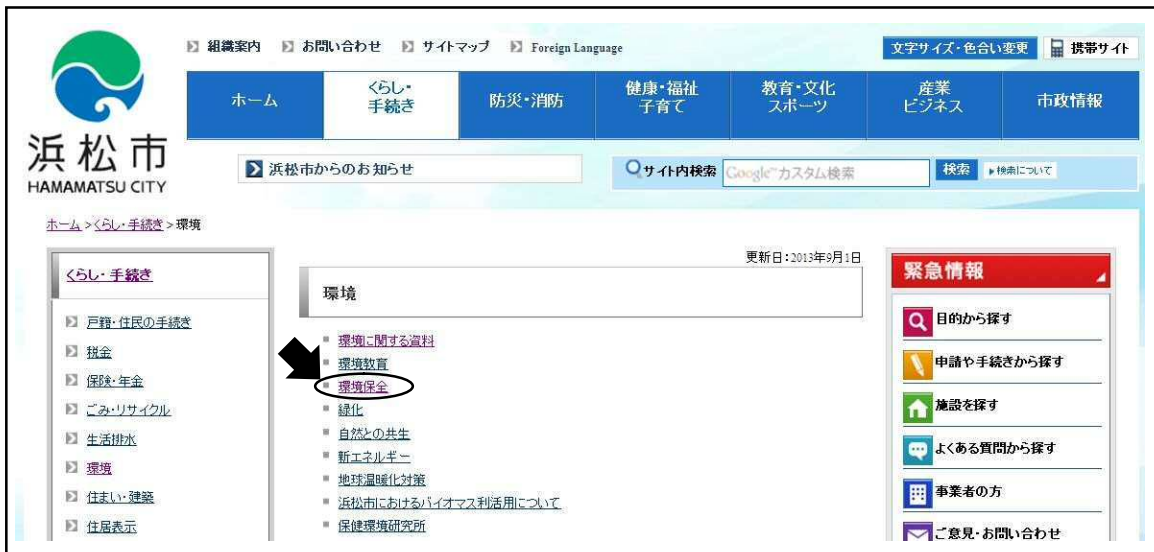 組織案内 お問い合わせ サイトマップ Foreign Language
文字サイズ・色合い変更 携帯サイト
浜松市
HAMAMATSU CITY
ホーム
くらし・
手続き
防災・消防
健康・福祉
子育て
教育・文化
スポーツ
産業
ビジネス
市政情報
浜松市からのお知らせ
サイト内検索 Google™カスタム検索 検索 検索について
ホーム > くらし・手続き > 環境
くらし・手続き
戸籍・住民の手続き
税金
保険・年金
ごみ・リサイクル
生活排水
環境
住まい・建築
住居表示
更新日：2013年9月1日
環境
環境に関する資料
環境教育
環境保全
緑化
自然との共生
新エネルギー
地球温暖化対策
浜松市におけるバイオマス利活用について
保健環境研究所
緊急情報
目的から探す
申請や手続きから探す
施設を探す
よくある質問から探す
事業者の方
ご意見・お問い合わせ